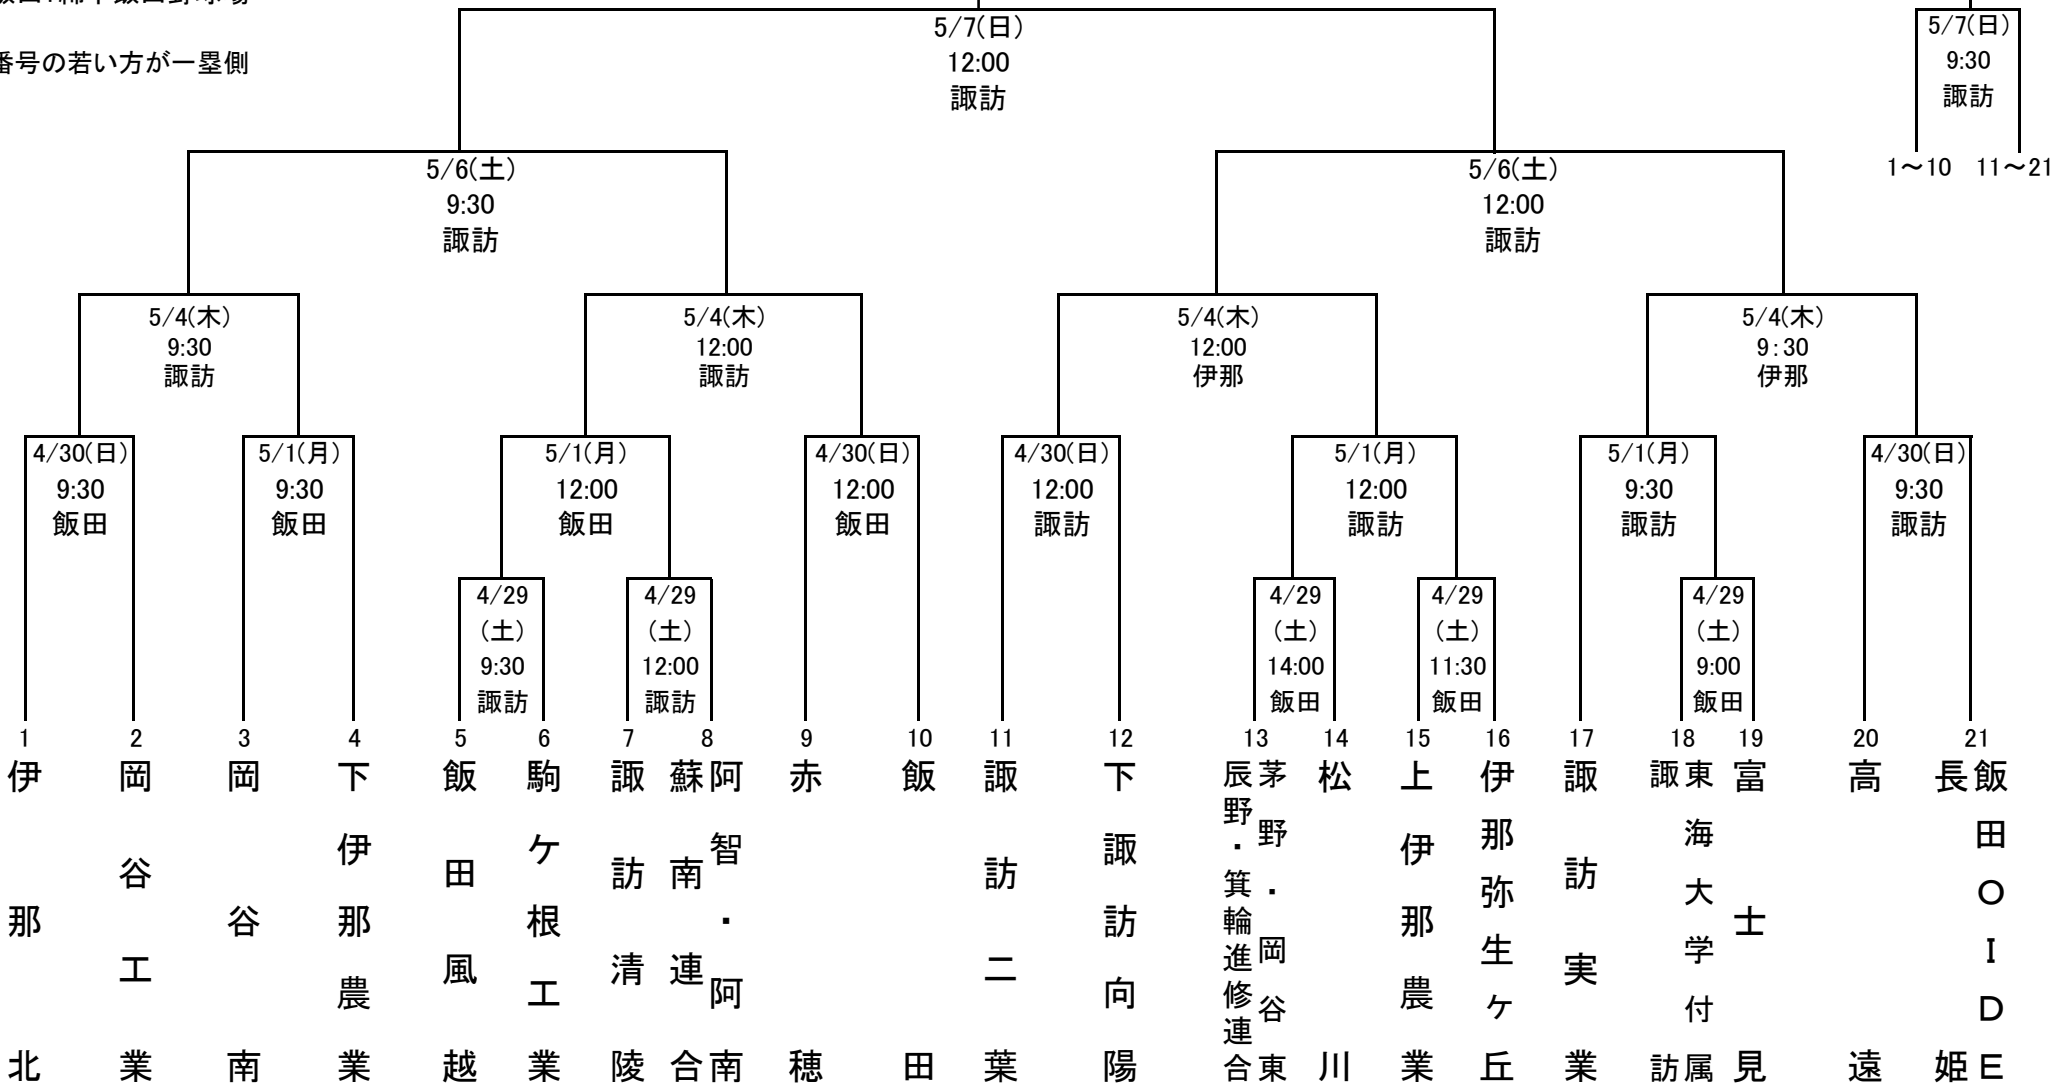 番号の若い方が一塁側
5/7(日)
12:00
諏訪
5/7(日)
9:30
諏訪
1～10
11～21
5/6(土)
9:30
諏訪
5/6(土)
12:00
諏訪
5/4(木)
9:30
諏訪
5/4(木)
12:00
諏訪
5/4(木)
12:00
伊那
5/4(木)
9:30
伊那
4/30(日)
9:30
飯田
5/1(月)
9:30
飯田
5/1(月)
12:00
飯田
4/30(日)
12:00
飯田
4/30(日)
12:00
諏訪
5/1(月)
12:00
諏訪
5/1(月)
9:30
諏訪
4/30(日)
9:30
諏訪
4/29
(土)
9:30
諏訪
4/29
(土)
12:00
諏訪
4/29
(土)
14:00
飯田
4/29
(土)
11:30
飯田
4/29
(土)
9:00
飯田
1
伊那北
2
岡谷工業
3
岡谷南
4
下伊那農業
5
飯田風越
6
駒ケ根工業
7
諏訪清陵
8
阿智・阿南
蘇南連合
9
赤穂
10
飯田
11
諏訪二葉
12
下諏訪向陽
13
茅野・岡谷東
辰野・箕輪進修連合
14
松川
15
上伊那農業
16
伊那弥生ケ丘
17
諏訪実業
18
東海大学付属
諏訪
19
富士見
20
高遠
21
飯田ＯＩＤＥ
長姫